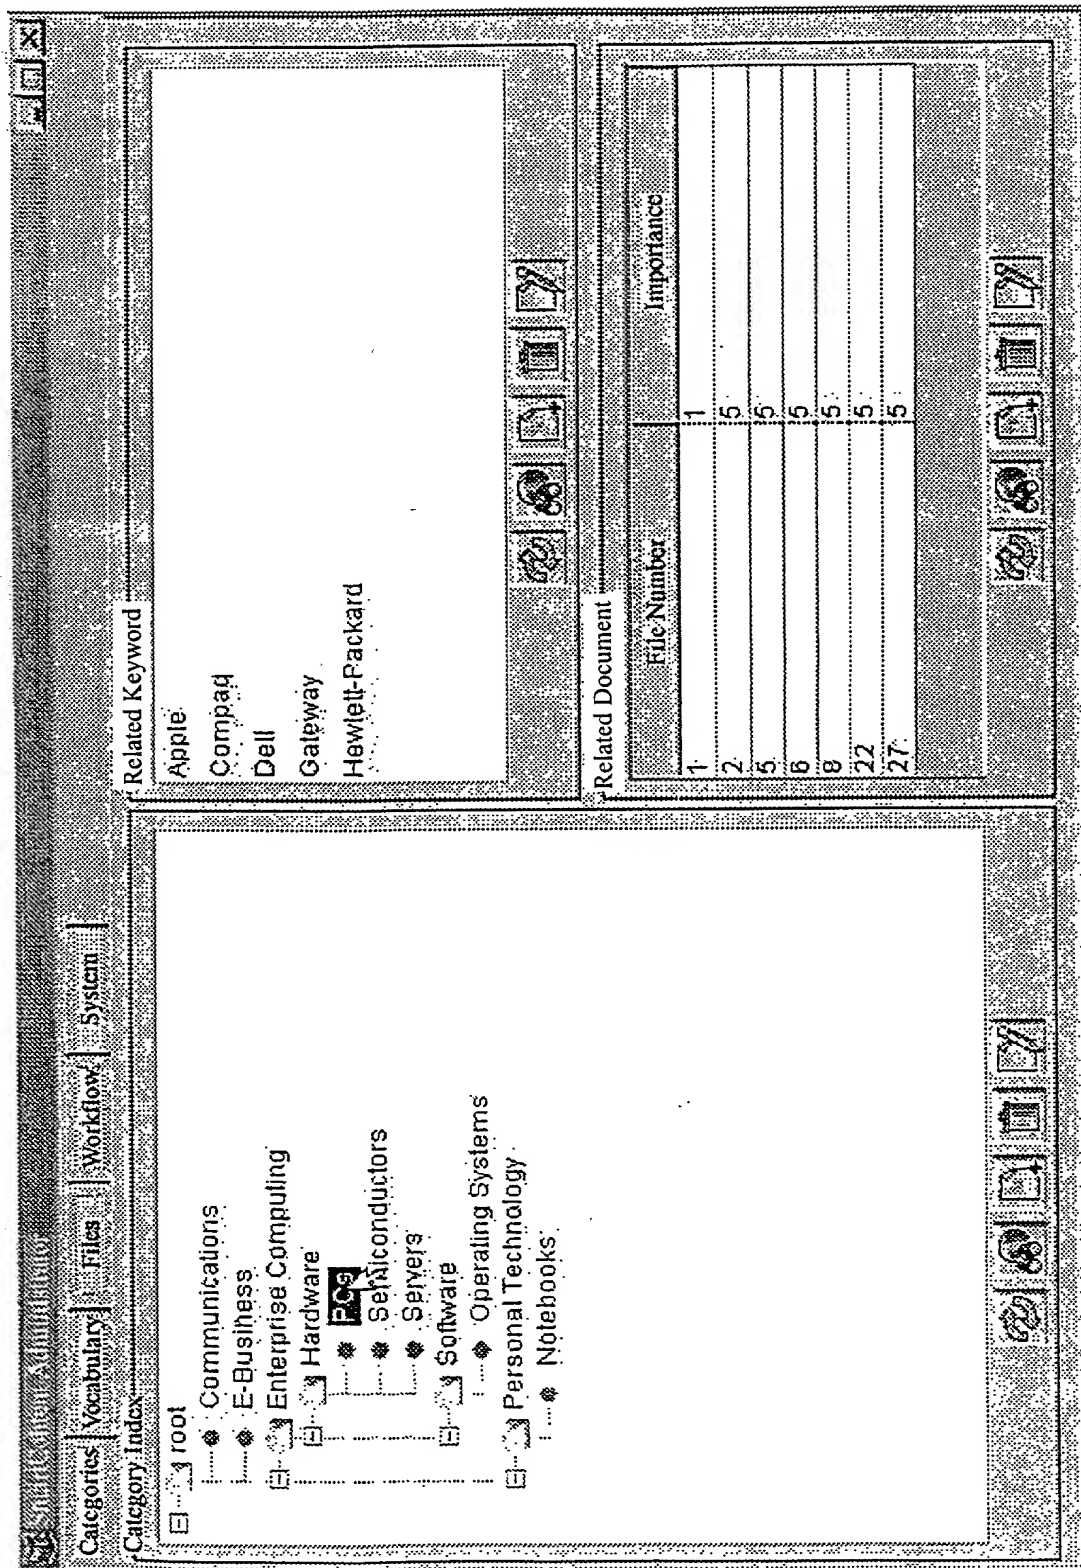 SmartContent Administrator
Categories Vocabulary Files Workflow System
Category Index
root
Communications
E-Business
Enterprise Computing
Hardware
PCs
Semiconductors
Servers
Software
Operating Systems
Personal Technology
Notebooks
Related Keyword
Apple
Compaq
Dell
Gateway
Hewlett-Packard
Related Document
File Number Importance
1 1
2 5
5 5
6 5
8 5
22 5
27 5